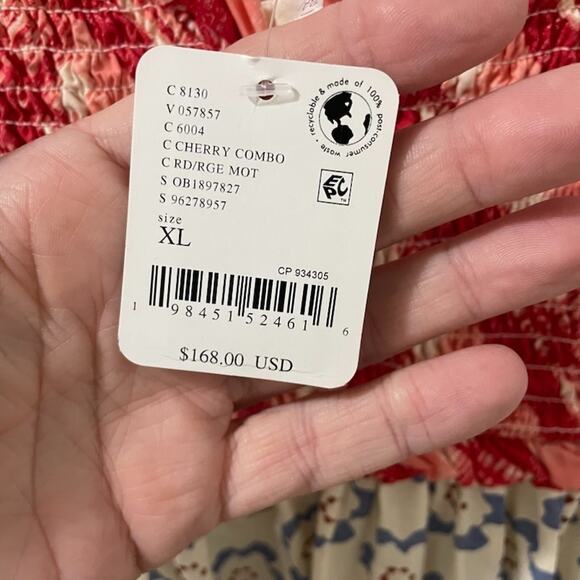 C 8130
V 057857
C 6004
C CHERRY COMBO
C RD/RGE MOT
S OB1897827
S 96278957
size
XL
recyclable & made of 100% post-consumer waste
CP 934305
1 98451 52461 6
$168.00 USD